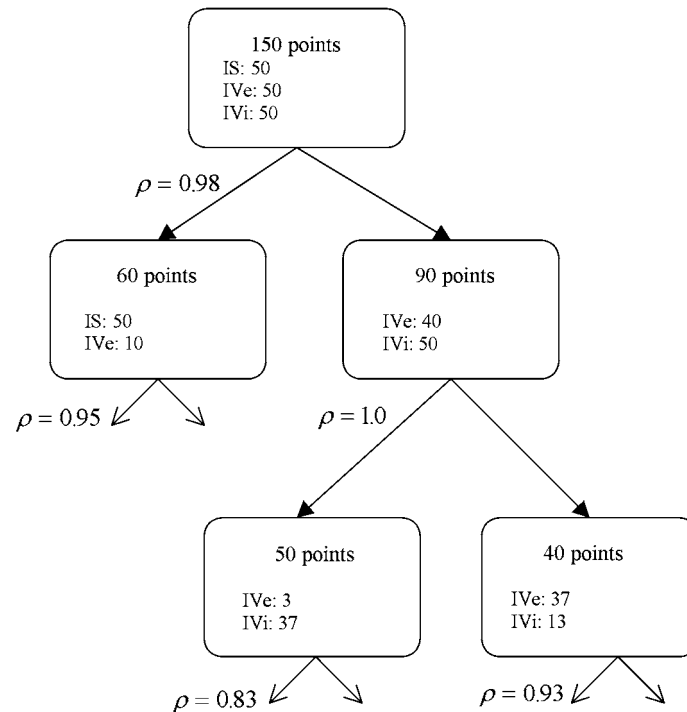 150 points
IS: 50
IVe: 50
IVi: 50
ρ = 0.98
60 points
IS: 50
IVe: 10
90 points
IVe: 40
IVi: 50
ρ = 0.95
ρ = 1.0
50 points
IVe: 3
IVi: 37
40 points
IVe: 37
IVi: 13
ρ = 0.83
ρ = 0.93